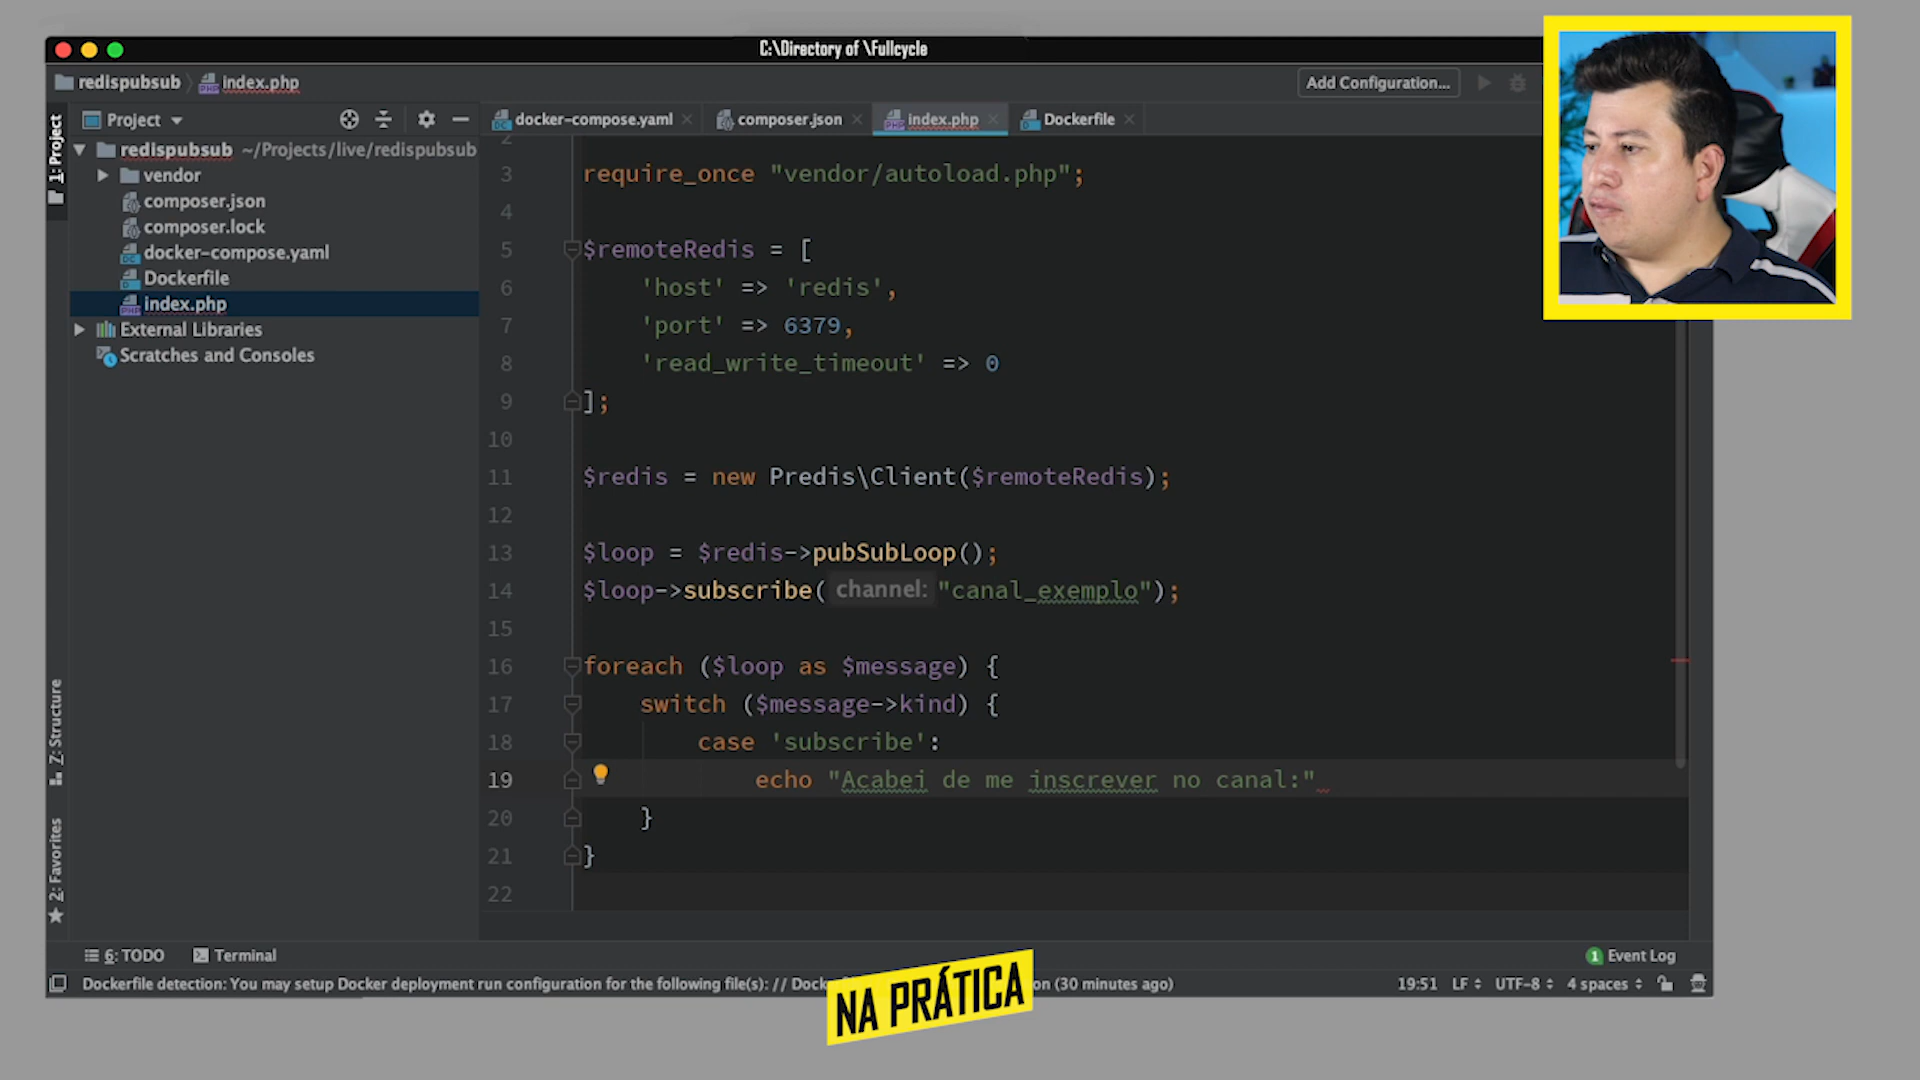 C:\Directory of \Fullcycle
redispubsub
index.php
Add Configuration...
Project
docker-compose.yaml
composer.json
index.php
Dockerfile
1: Project
redispubsub ~/Projects/live/redispubsub
vendor
composer.json
composer.lock
docker-compose.yaml
Dockerfile
index.php
External Libraries
Scratches and Consoles
2
3 require_once "vendor/autoload.php";
4
5 $remoteRedis = [
6 'host' => 'redis',
7 'port' => 6379,
8 'read_write_timeout' => 0
9 ];
10
11 $redis = new Predis\Client($remoteRedis);
12
13 $loop = $redis->pubSubLoop();
14 $loop->subscribe( channel: "canal_exemplo");
15
16 foreach ($loop as $message) {
17 switch ($message->kind) {
18 case 'subscribe':
19 echo "Acabei de me inscrever no canal:"
20 }
21 }
22
Z: Structure
2: Favorites
6: TODO
Terminal
1 Event Log
Dockerfile detection: You may setup Docker deployment run configuration for the following file(s): // Dock
on (30 minutes ago)
19:51 LF UTF-8 4 spaces
NA PRÁTICA